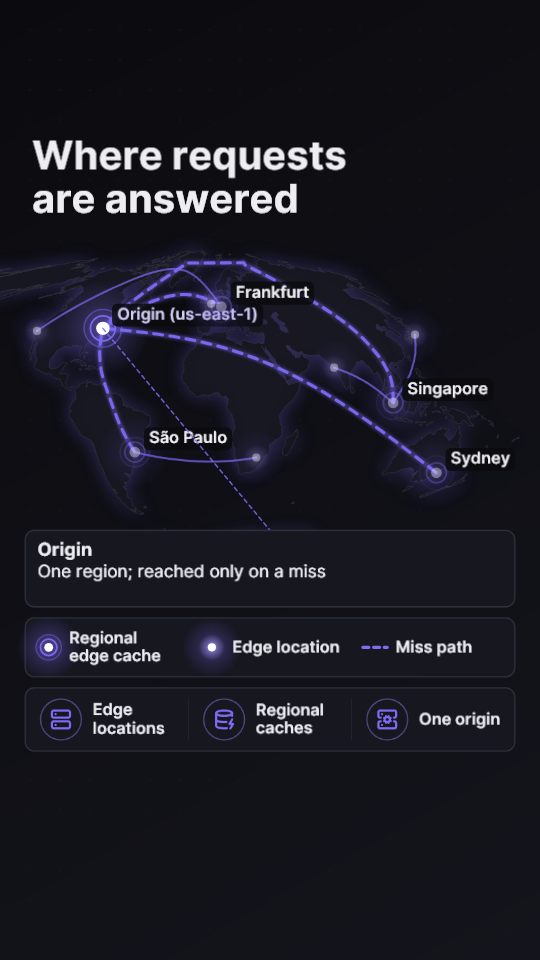 Where requests
are answered
Frankfurt
Origin (us-east-1)
Singapore
São Paulo
Sydney
Origin
One region; reached only on a miss
Regional
edge cache
Edge location
Miss path
Edge
locations
Regional
caches
One origin